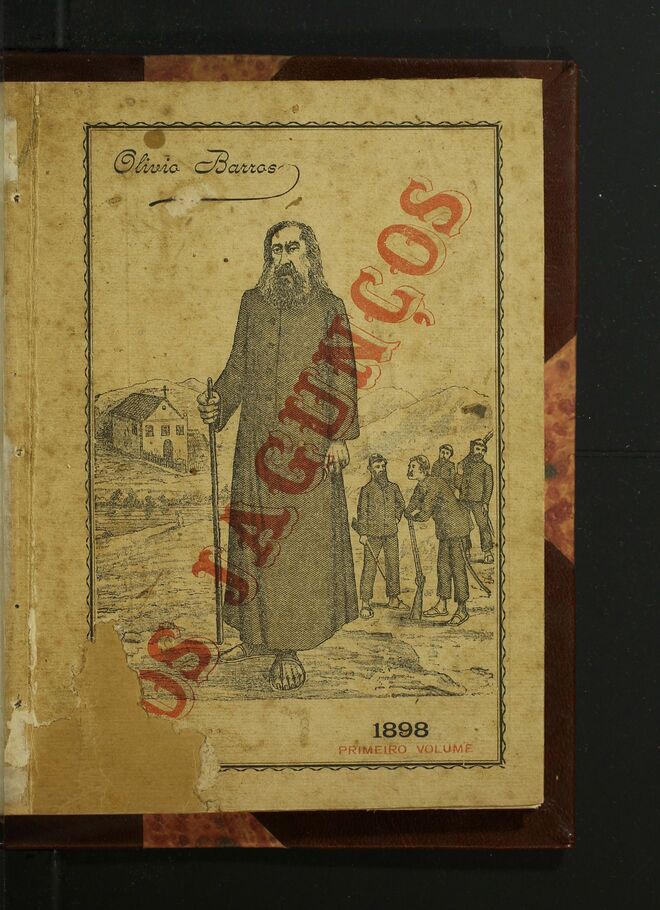 Olivio Barros
OS JAGUNÇOS
1898
PRIMEIRO VOLUME